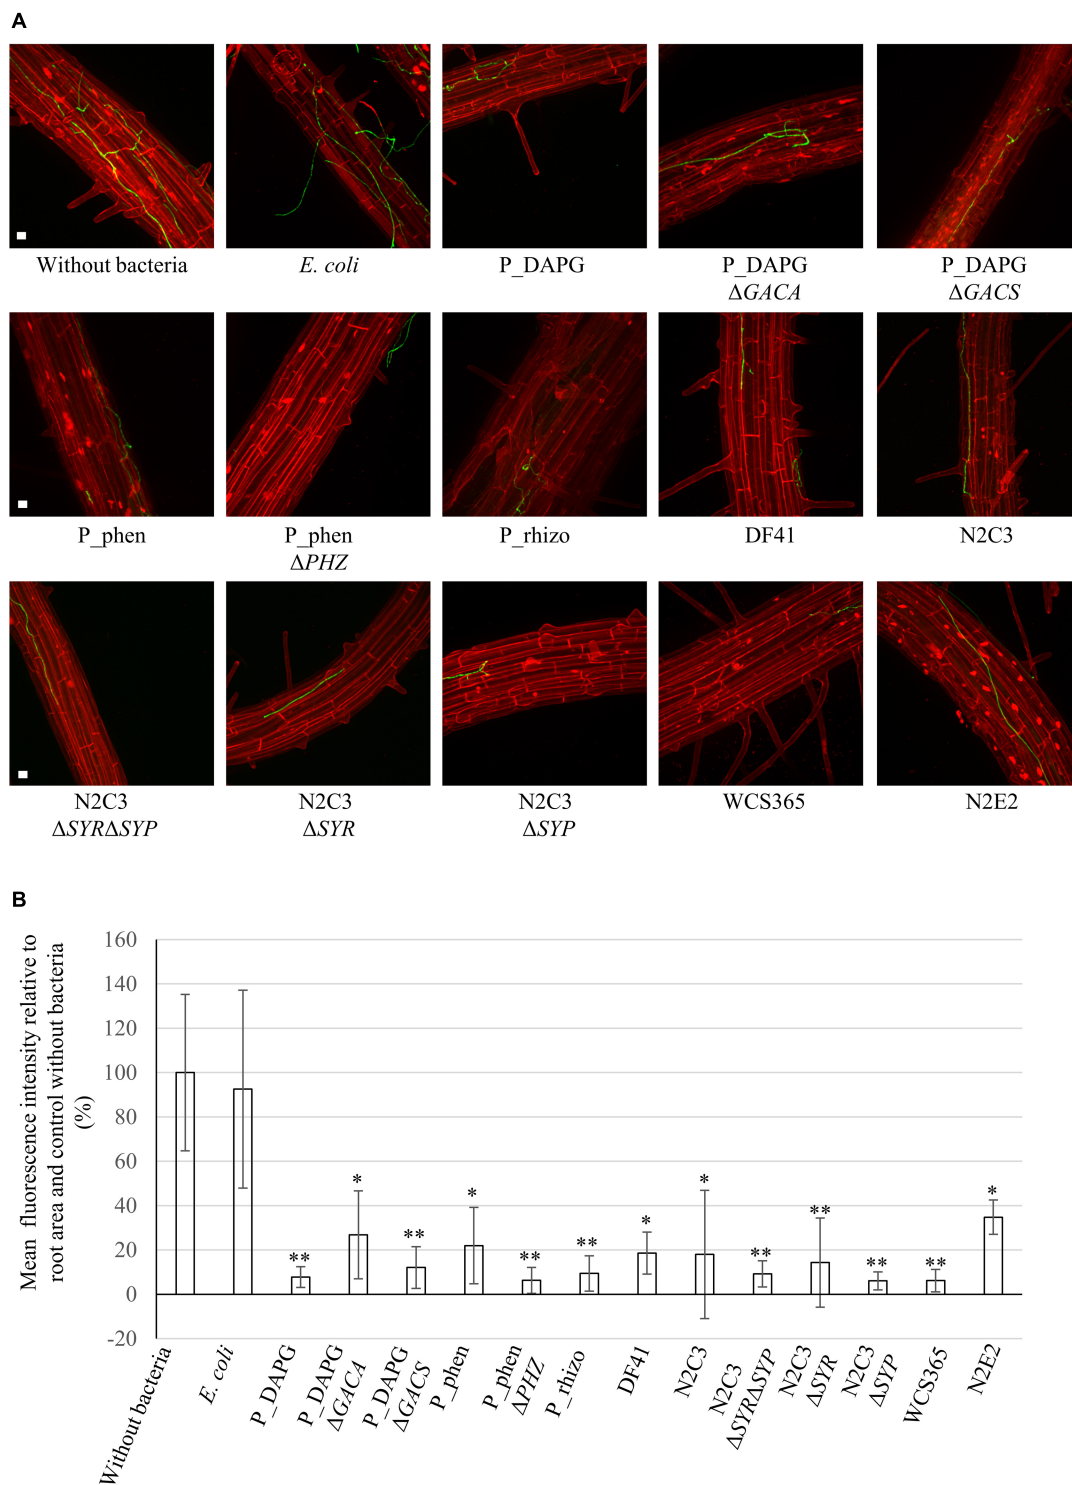 A
Without bacteria
E. coli
P_DAPG
P_DAPG
ΔGACA
P_DAPG
ΔGACS
P_phen
P_phen
ΔPHZ
P_rhizo
DF41
N2C3
N2C3
ΔSYRΔSYP
N2C3
ΔSYR
N2C3
ΔSYP
WCS365
N2E2
B
Mean fluorescence intensity relative to
root area and control without bacteria
(%)
160
140
120
100
80
60
40
20
0
-20
**
*
**
*
**
**
*
*
**
**
**
**
*
Without bacteria
E. coli
P_DAPG
P_DAPG
ΔGACA
P_DAPG
ΔGACS
P_phen
P_phen
ΔPHZ
P_rhizo
DF41
N2C3
N2C3
ΔSYRΔSYP
N2C3
ΔSYR
N2C3
ΔSYP
WCS365
N2E2